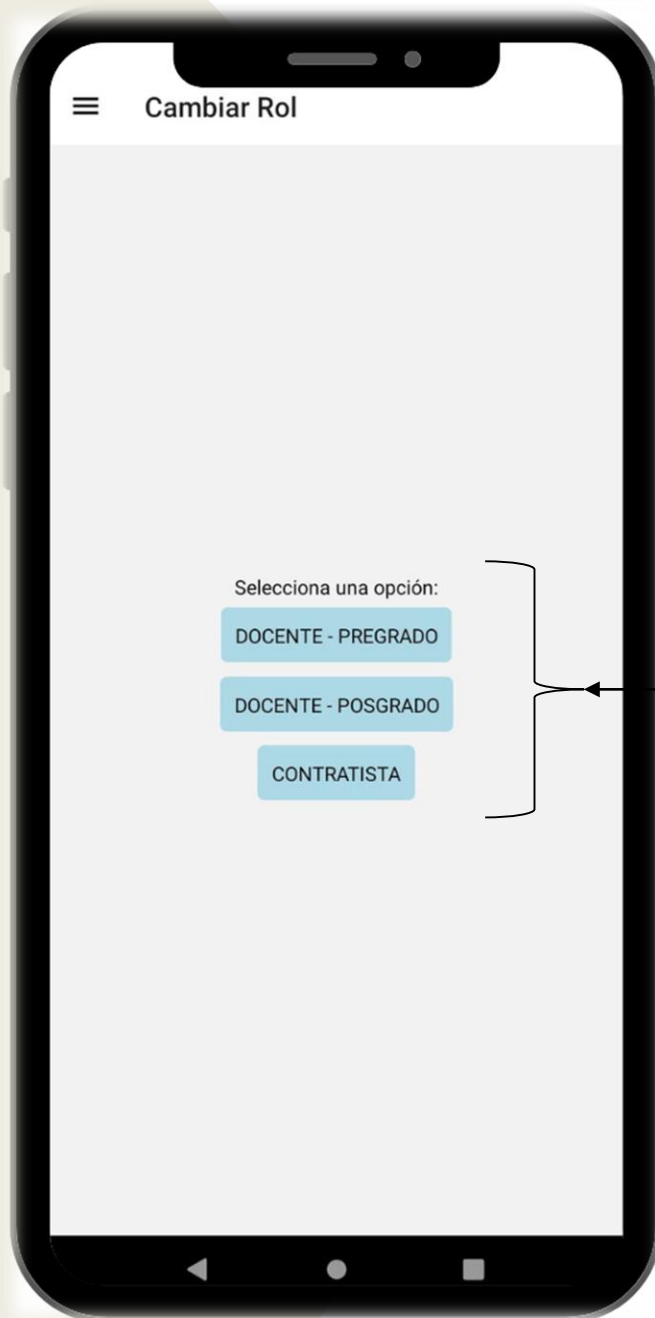 Cambiar Rol
Selecciona una opción:
DOCENTE - PREGRADO
DOCENTE - POSGRADO
CONTRATISTA